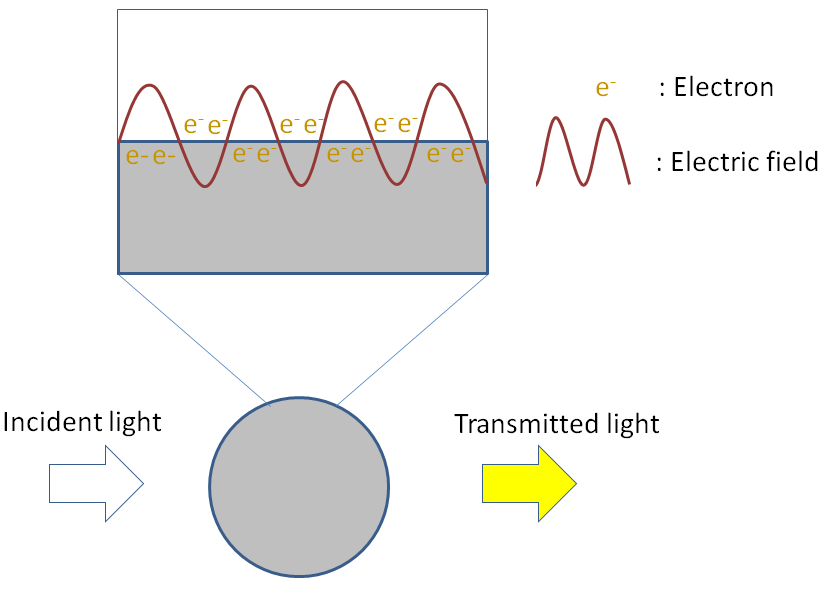 e⁻ : Electron
e⁻ e⁻ e⁻ e⁻ e⁻ e⁻
e- e- e⁻ e⁻ e⁻ e⁻ e⁻ e⁻
: Electric field
Incident light
Transmitted light